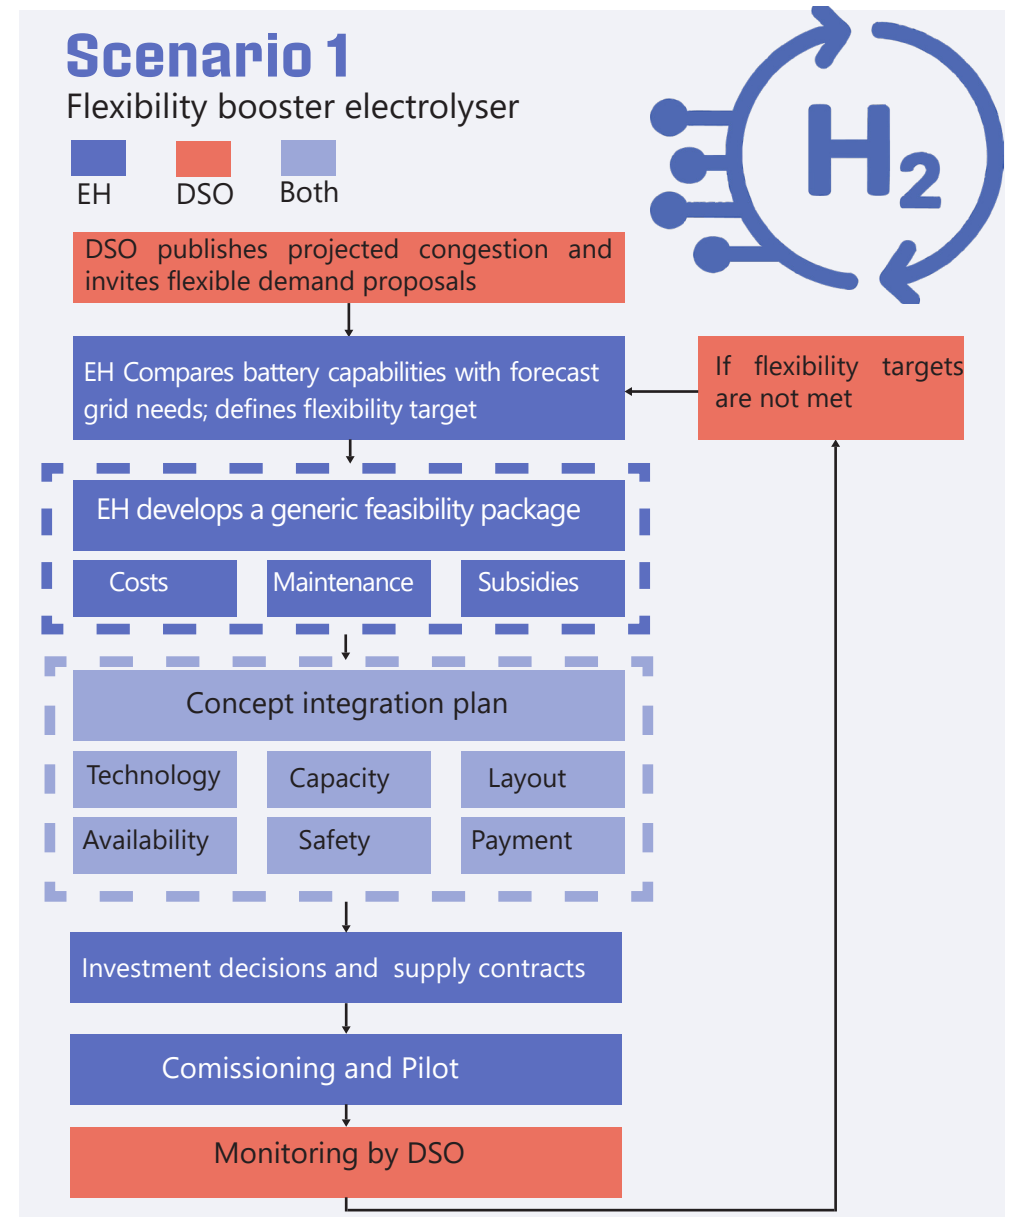 Scenario 1
Flexibility booster electrolyser
EH
DSO
Both
H2
DSO publishes projected congestion and
invites flexible demand proposals
EH Compares battery capabilities with forecast
grid needs; defines flexibility target
If flexibility targets
are not met
EH develops a generic feasibility package
Costs
Maintenance
Subsidies
Concept integration plan
Technology
Capacity
Layout
Availability
Safety
Payment
Investment decisions and supply contracts
Comissioning and Pilot
Monitoring by DSO